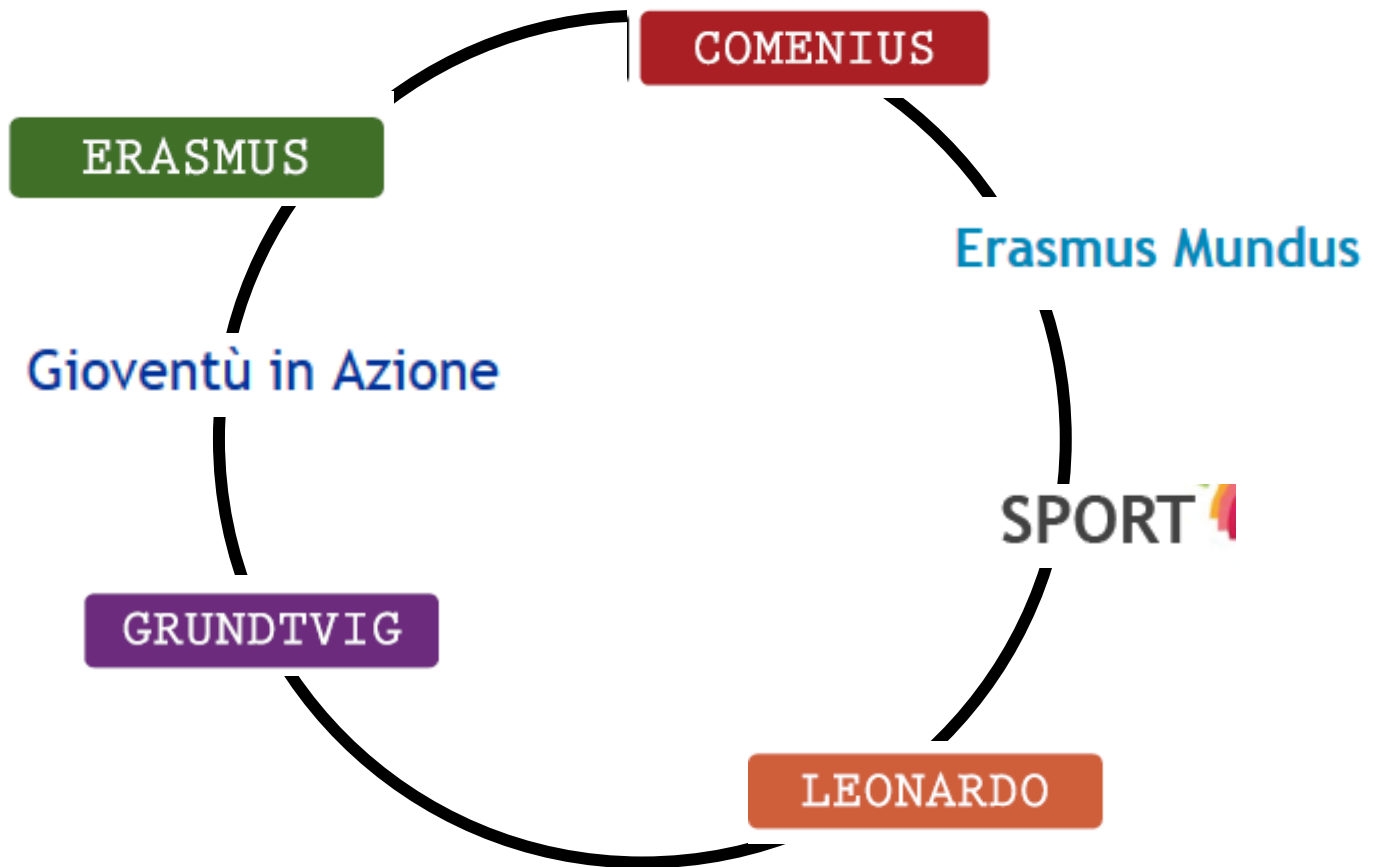 COMENIUS
ERASMUS
Erasmus Mundus
Gioventù in Azione
SPORT
GRUNDTVIG
LEONARDO